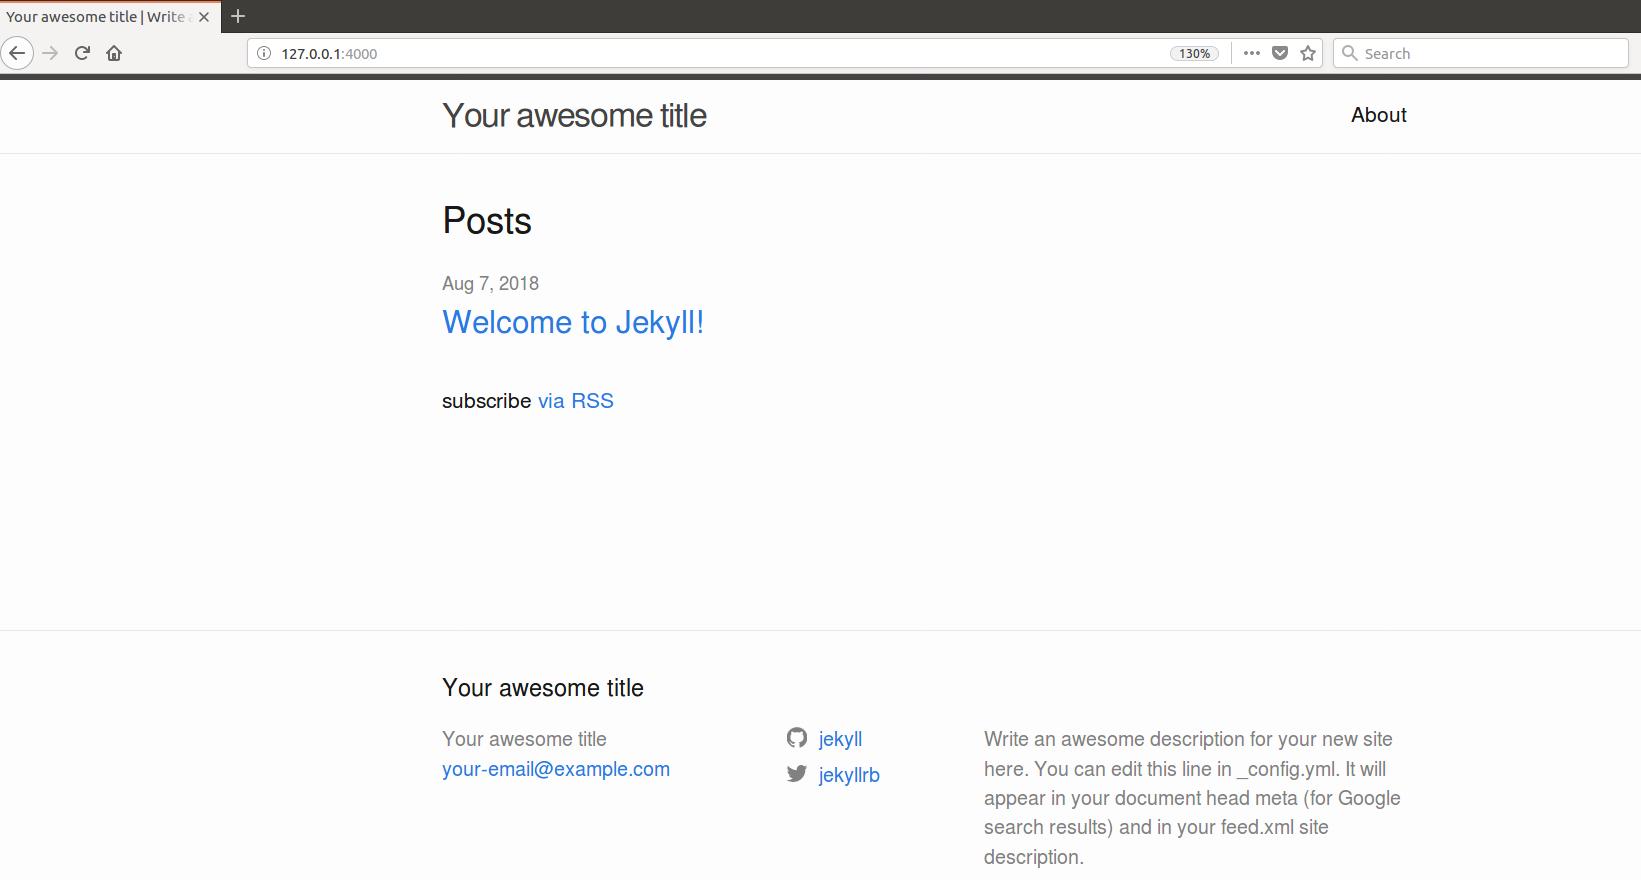 Your awesome title | Write a
127.0.0.1:4000
130%
Search
Your awesome title
About
Posts
Aug 7, 2018
Welcome to Jekyll!
subscribe via RSS
Your awesome title
Your awesome title
your-email@example.com
jekyll
jekyllrb
Write an awesome description for your new site
here. You can edit this line in _config.yml. It will
appear in your document head meta (for Google
search results) and in your feed.xml site
description.